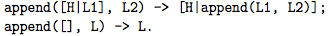 append([H|L1], L2) -> [H|append(L1, L2)];
append([], L) -> L.